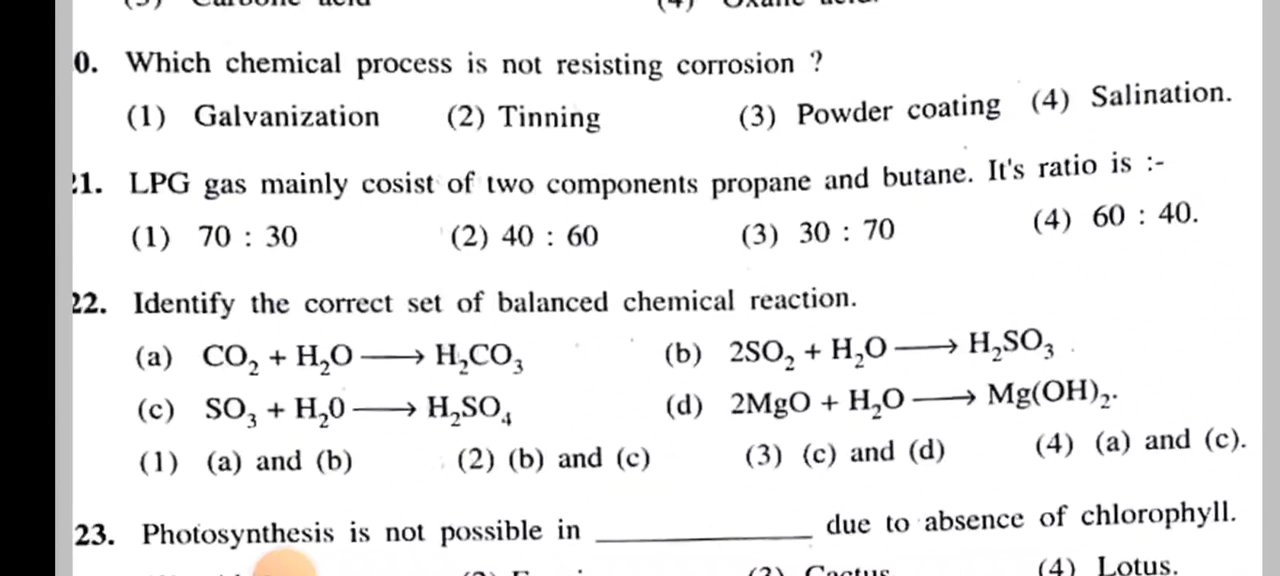 0. Which chemical process is not resisting corrosion ?
(1) Galvanization (2) Tinning (3) Powder coating (4) Salination.
21. LPG gas mainly cosist of two components propane and butane. It's ratio is :-
(1) 70 : 30 (2) 40 : 60 (3) 30 : 70 (4) 60 : 40.
22. Identify the correct set of balanced chemical reaction.
(a) CO₂ + H₂O ⟶ H₂CO₃ (b) 2SO₂ + H₂O ⟶ H₂SO₃
(c) SO₃ + H₂0 ⟶ H₂SO₄ (d) 2MgO + H₂O ⟶ Mg(OH)₂.
(1) (a) and (b) (2) (b) and (c) (3) (c) and (d) (4) (a) and (c).
23. Photosynthesis is not possible in ____________ due to absence of chlorophyll.
(3) Cactus (4) Lotus.